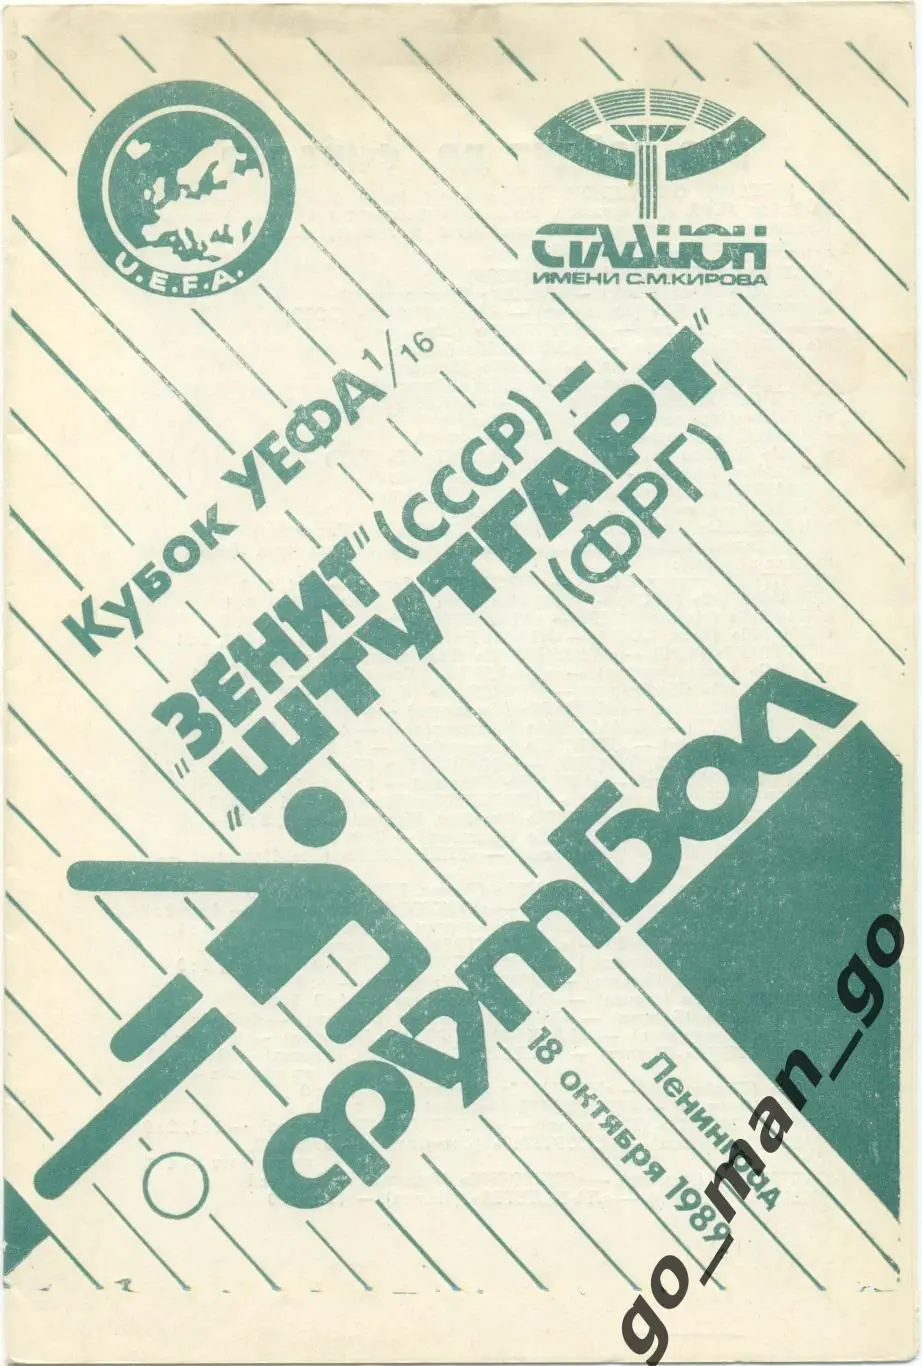 U.E.F.A.
СТАДИОН
ИМЕНИ С.М.КИРОВА
Кубок УЕФА 1/16
"ЗЕНИТ" (СССР) –
"ШТУТГАРТ"
(ФРГ)
футбол
Ленинград
18 октября 1989
go_man_go